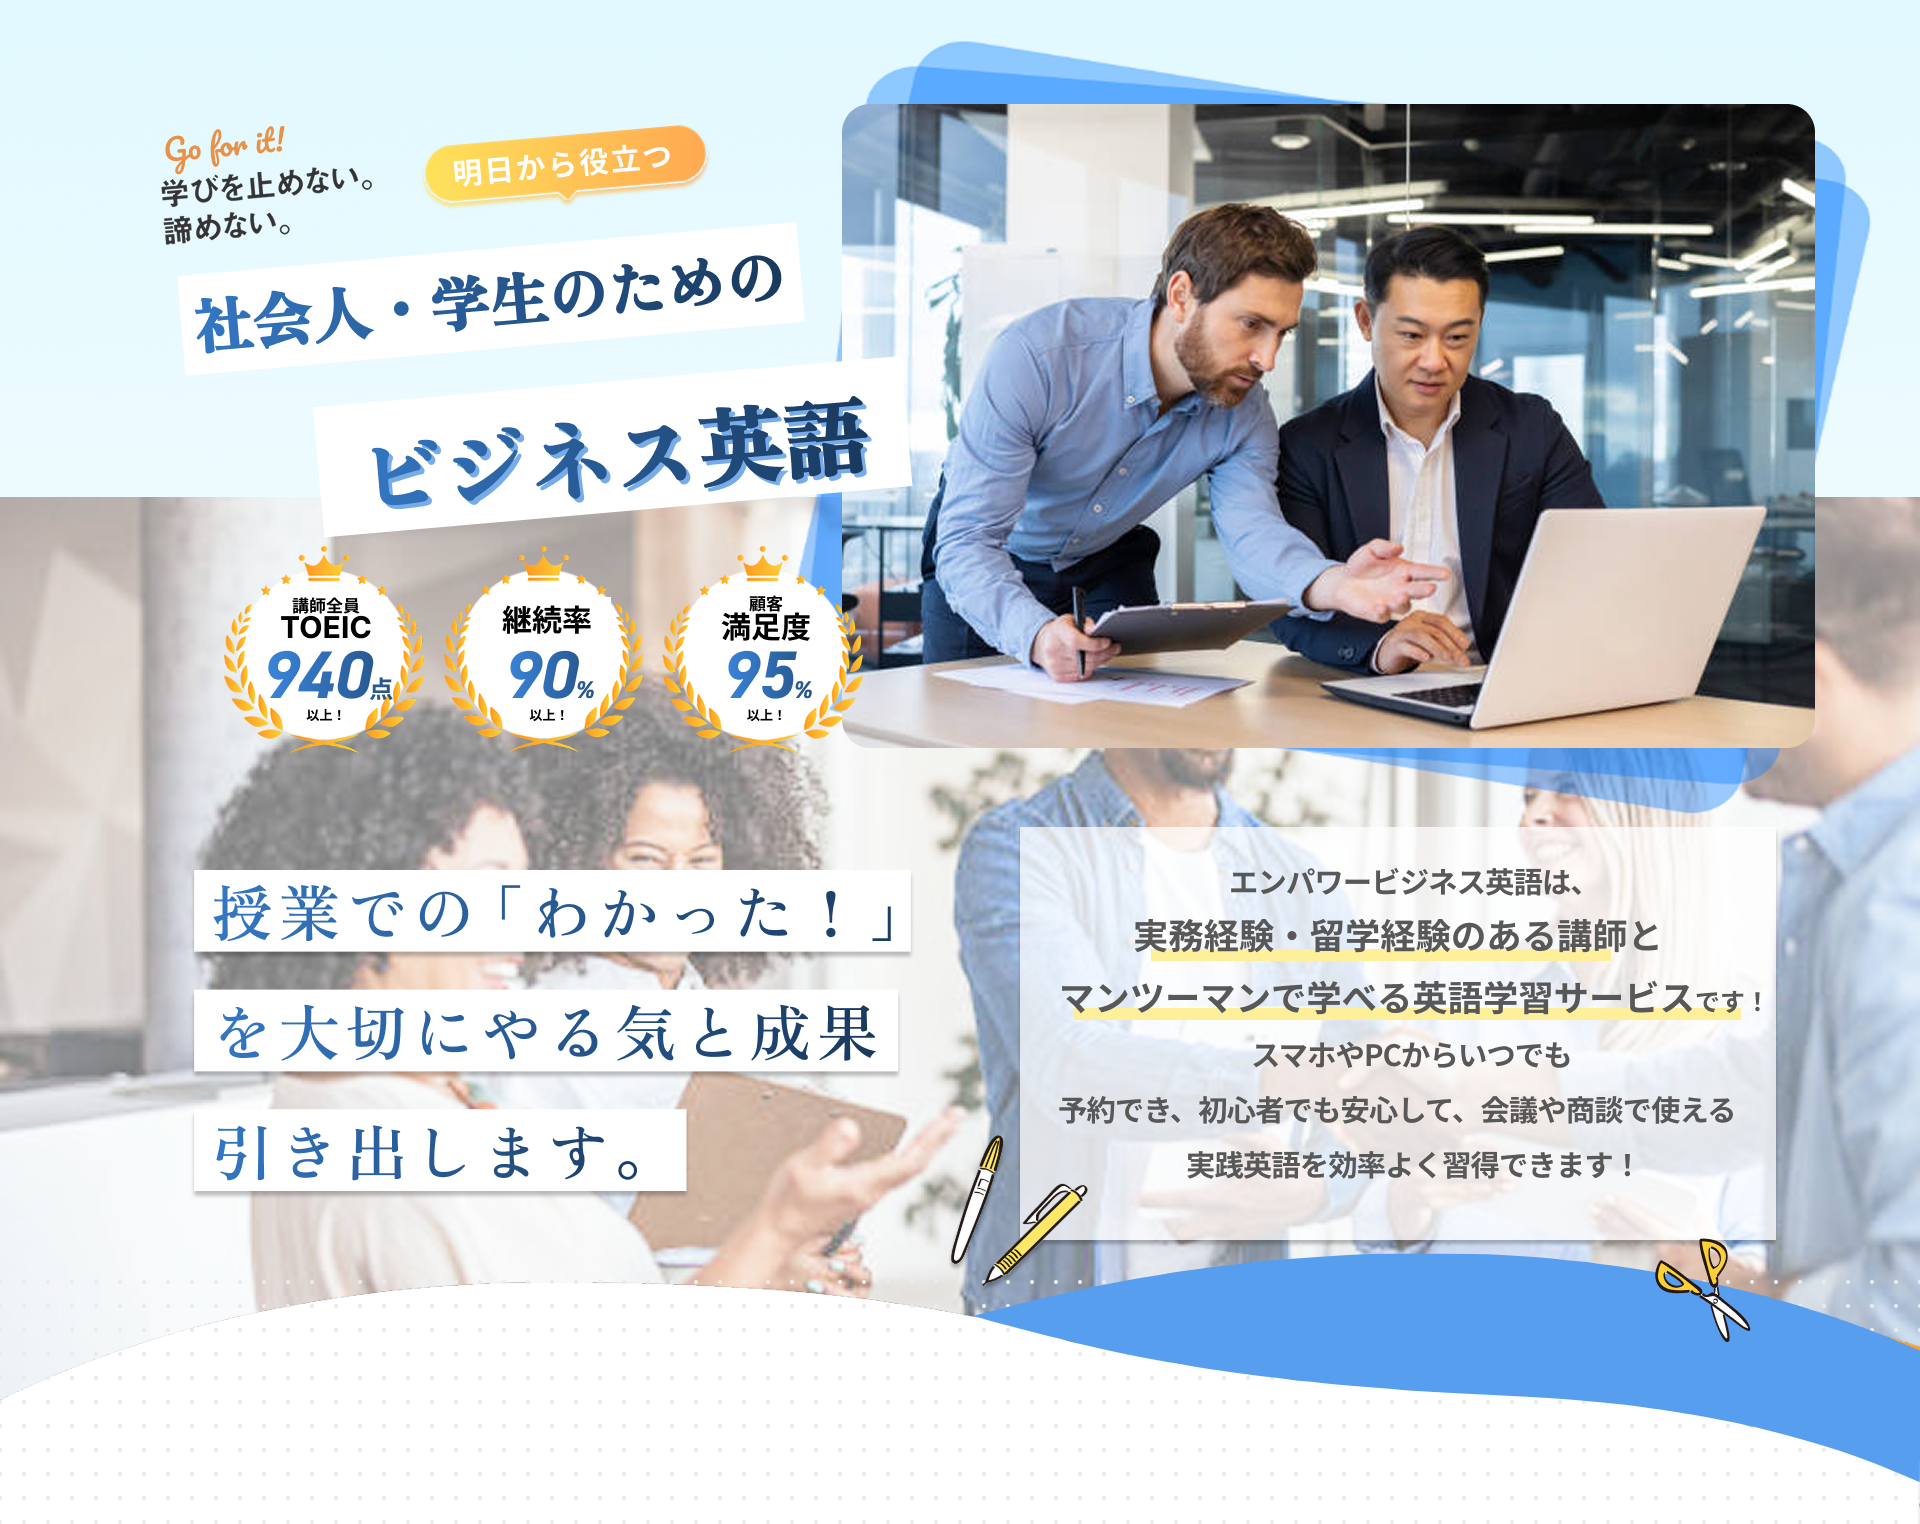 Go for it!
学びを止めない。
諦めない。
明日から役立つ
社会人・学生のための
ビジネス英語
講師全員
TOEIC
940点
以上！
継続率
90%
以上！
顧客
満足度
95%
以上！
授業での「わかった！」
を大切にやる気と成果
引き出します。
エンパワービジネス英語は、
実務経験・留学経験のある講師と
マンツーマンで学べる英語学習サービスです！
スマホやPCからいつでも
予約でき、初心者でも安心して、会議や商談で使える
実践英語を効率よく習得できます！